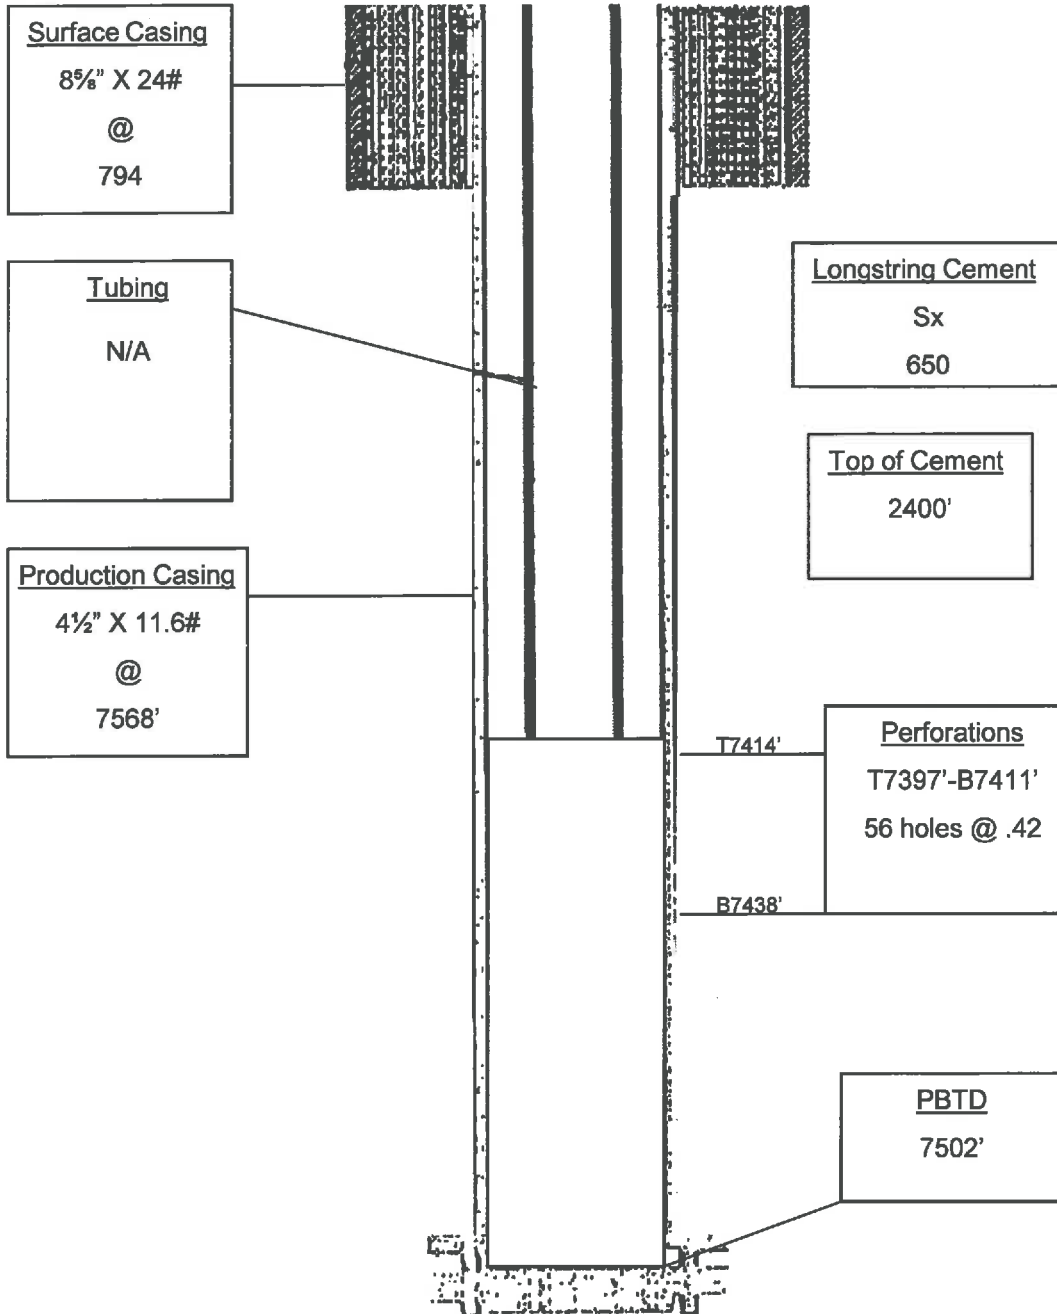 Surface Casing
8⅝” X 24#
@
794
Tubing
N/A
Production Casing
4½” X 11.6#
@
7568’
Longstring Cement
Sx
650
Top of Cement
2400’
T7414’
Perforations
T7397’-B7411’
56 holes @ .42
B7438’
PBTD
7502’